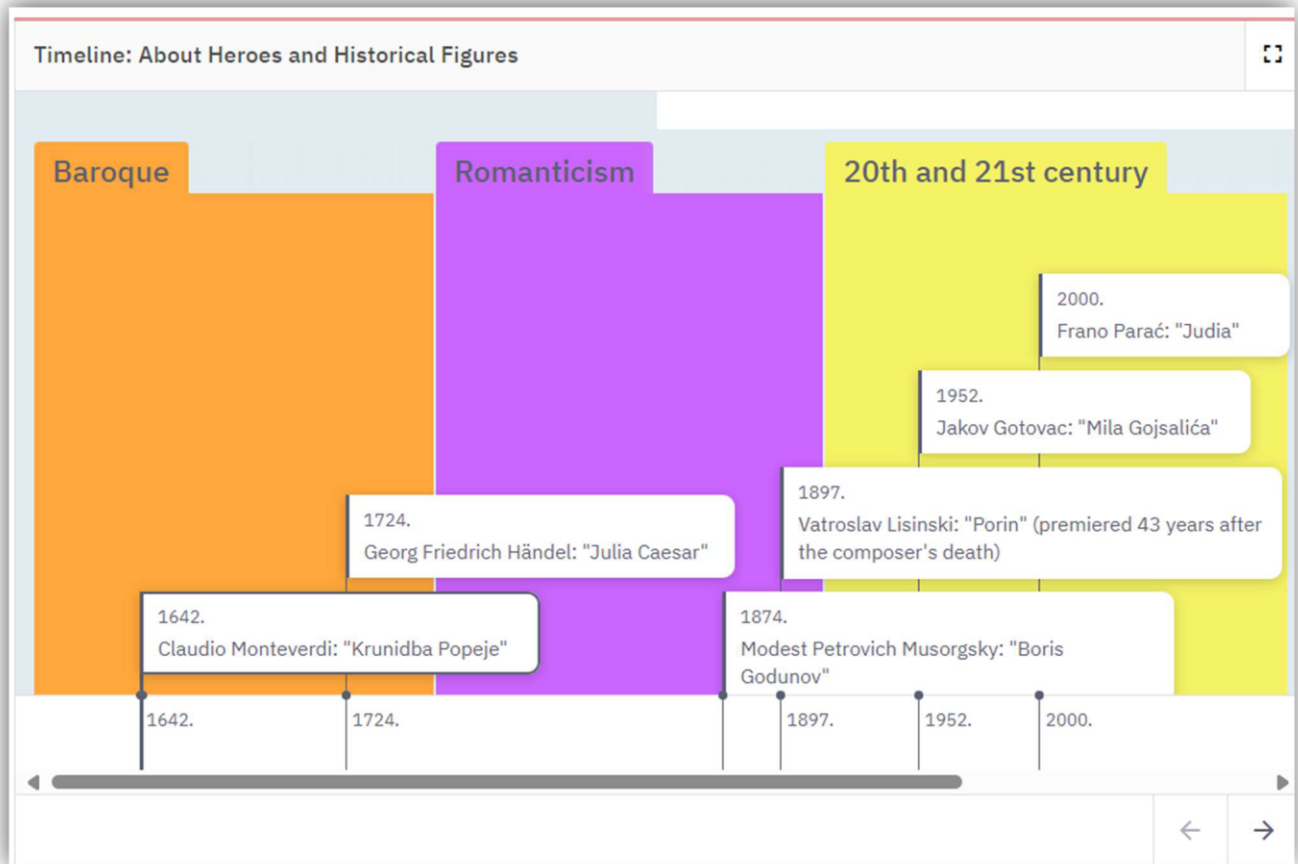 Timeline: About Heroes and Historical Figures
Baroque
Romanticism
20th and 21st century
2000.
Frano Parać: "Judia"
1952.
Jakov Gotovac: "Mila Gojsalića"
1897.
Vatroslav Lisinski: "Porin" (premiered 43 years after
the composer's death)
1724.
Georg Friedrich Händel: "Julia Caesar"
1642.
Claudio Monteverdi: "Krunidba Popeje"
1874.
Modest Petrovich Musorgsky: "Boris
Godunov"
1642.
1724.
1897.
1952.
2000.